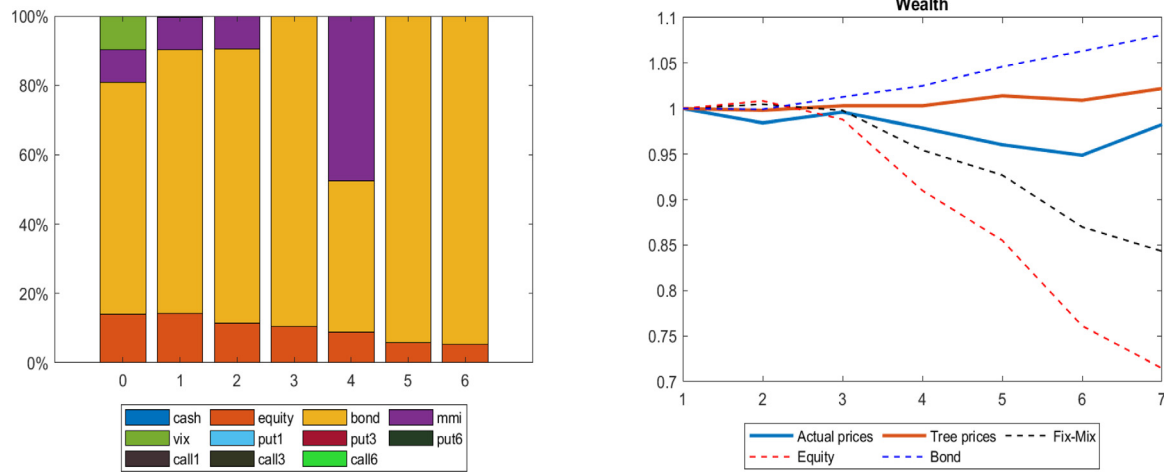 100%
80%
60%
40%
20%
0%
0 1 2 3 4 5 6
cash equity bond mmi
vix put1 put3 put6
call1 call3 call6
Wealth
1.1
1.05
1
0.95
0.9
0.85
0.8
0.75
0.7
1 2 3 4 5 6 7
Actual prices Tree prices Fix-Mix
Equity Bond